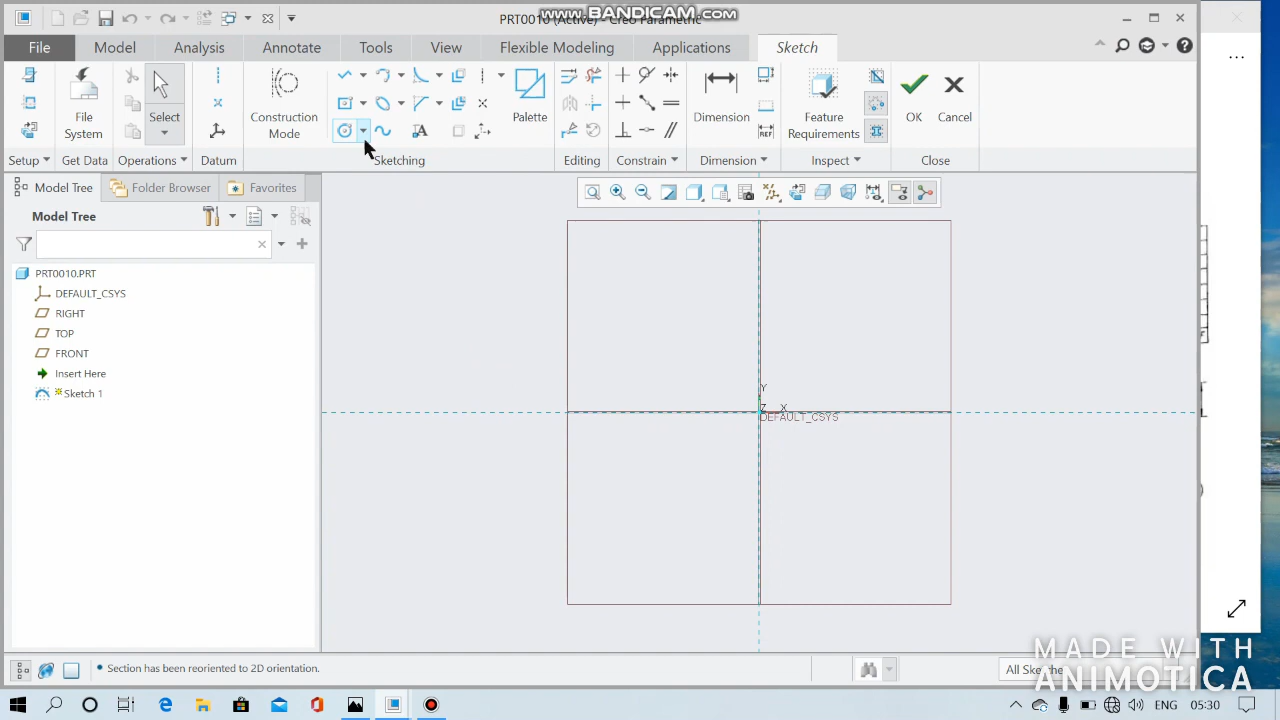 PRT0010 (Active) - Creo Parametric
www.BANDICAM.com
File
Model
Analysis
Annotate
Tools
View
Flexible Modeling
Applications
Sketch
File
System
Select
Construction
Mode
Palette
Dimension
Feature
Requirements
OK
Cancel
Setup
Get Data
Operations
Datum
Sketching
Editing
Constrain
Dimension
Inspect
Close
Model Tree
Folder Browser
Favorites
Model Tree
PRT0010.PRT
DEFAULT_CSYS
RIGHT
TOP
FRONT
Insert Here
Sketch 1
Y
Z
X
DEFAULT_CSYS
Section has been reoriented to 2D orientation.
All Sketche
MADE WITH
ANIMOTICA
ENG
05:30